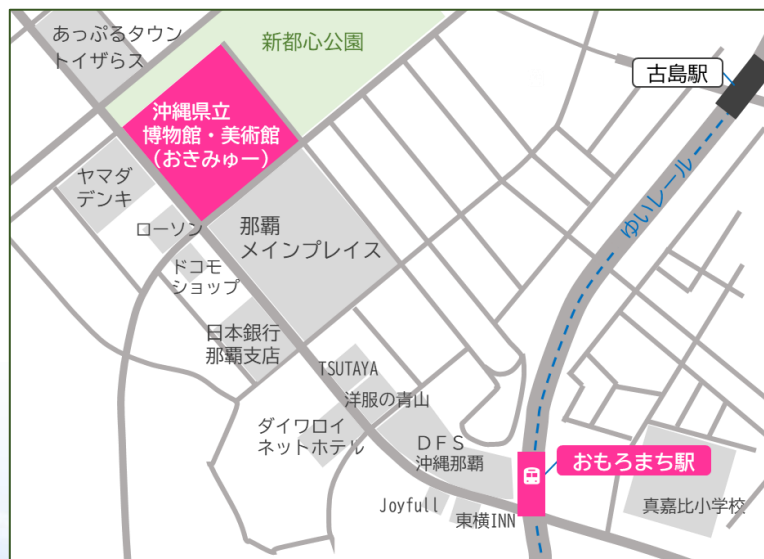 あっぷるタウン
トイザらス
新都心公園
古島駅
沖縄県立
博物館・美術館
（おきみゅー）
ヤマダ
デンキ
ゆいレール
ローソン
那覇
メインプレイス
ドコモ
ショップ
日本銀行
那覇支店
TSUTAYA
洋服の青山
ダイワロイ
ネットホテル
ＤＦＳ
沖縄那覇
おもろまち駅
Joyfull
東横INN
真嘉比小学校